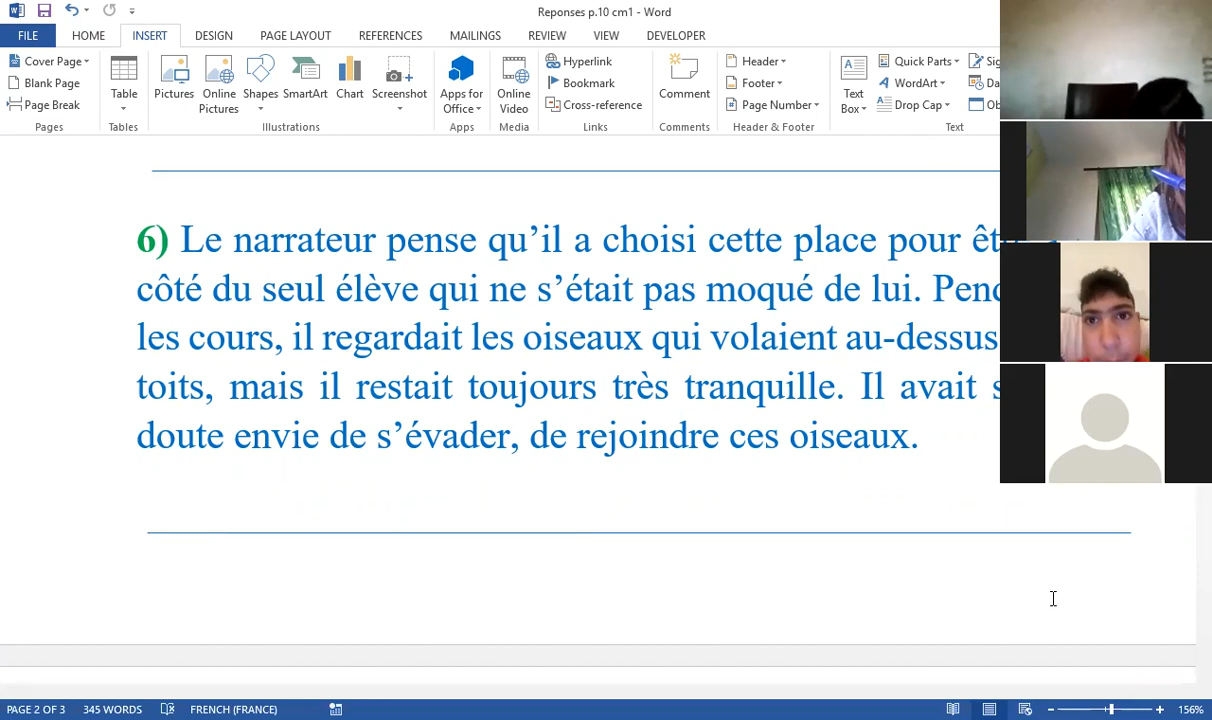 Reponses p.10 cm1 - Word
FILE HOME INSERT DESIGN PAGE LAYOUT REFERENCES MAILINGS REVIEW VIEW DEVELOPER
Cover Page
Blank Page
Page Break
Pages
Table
Tables
Pictures
Online Pictures
Shapes
SmartArt
Chart
Screenshot
Illustrations
Apps for Office
Apps
Online Video
Media
Hyperlink
Bookmark
Cross-reference
Links
Comment
Comments
Header
Footer
Page Number
Header & Footer
Text Box
Quick Parts
WordArt
Drop Cap
Text
6) Le narrateur pense qu’il a choisi cette place pour
côté du seul élève qui ne s’était pas moqué de lui.
les cours, il regardait les oiseaux qui volaient au-dessus
toits, mais il restait toujours très tranquille. Il avait
doute envie de s’évader, de rejoindre ces oiseaux.
PAGE 2 OF 3 345 WORDS FRENCH (FRANCE) 156%